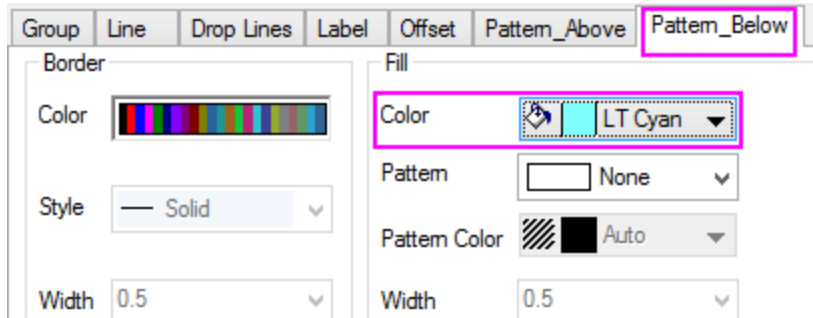 Group Line Drop Lines Label Offset Pattern_Above Pattern_Below
Border Fill
Color Color LT Cyan
Pattern None
Style Solid
Pattern Color Auto
Width 0.5 Width 0.5